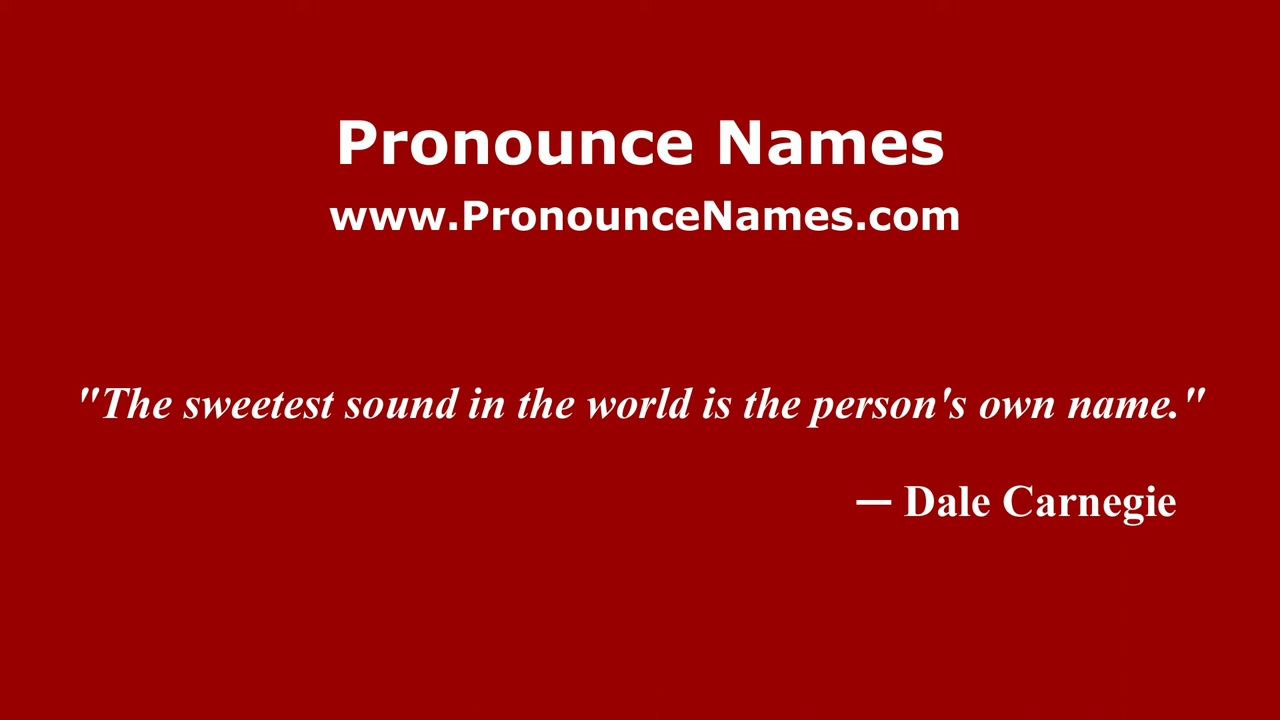 Pronounce Names
www.PronounceNames.com
"The sweetest sound in the world is the person's own name."
— Dale Carnegie